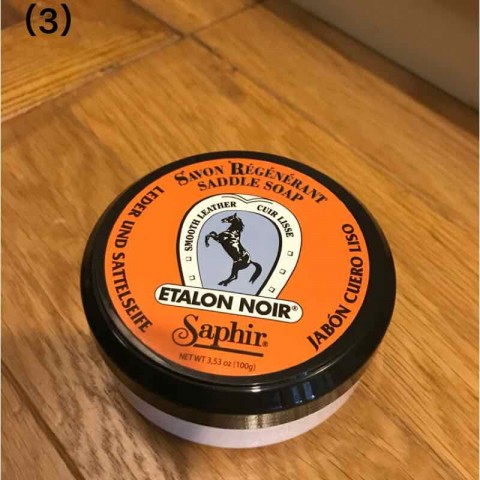 (3)
SAVON RÉGÉNÉRANT
SADDLE SOAP
LEDER UND SATTELSEIFE
JABÓN CUERO LISO
SMOOTH LEATHER
CUIR LISSE
ETALON NOIR®
Saphir®
NET WT 3,53 oz (100g)